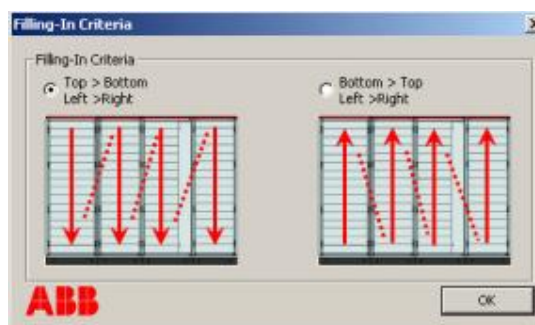 Filling-In Criteria
Filling-In Criteria
Top > Bottom
Left >Right
Bottom > Top
Left >Right
ABB
OK